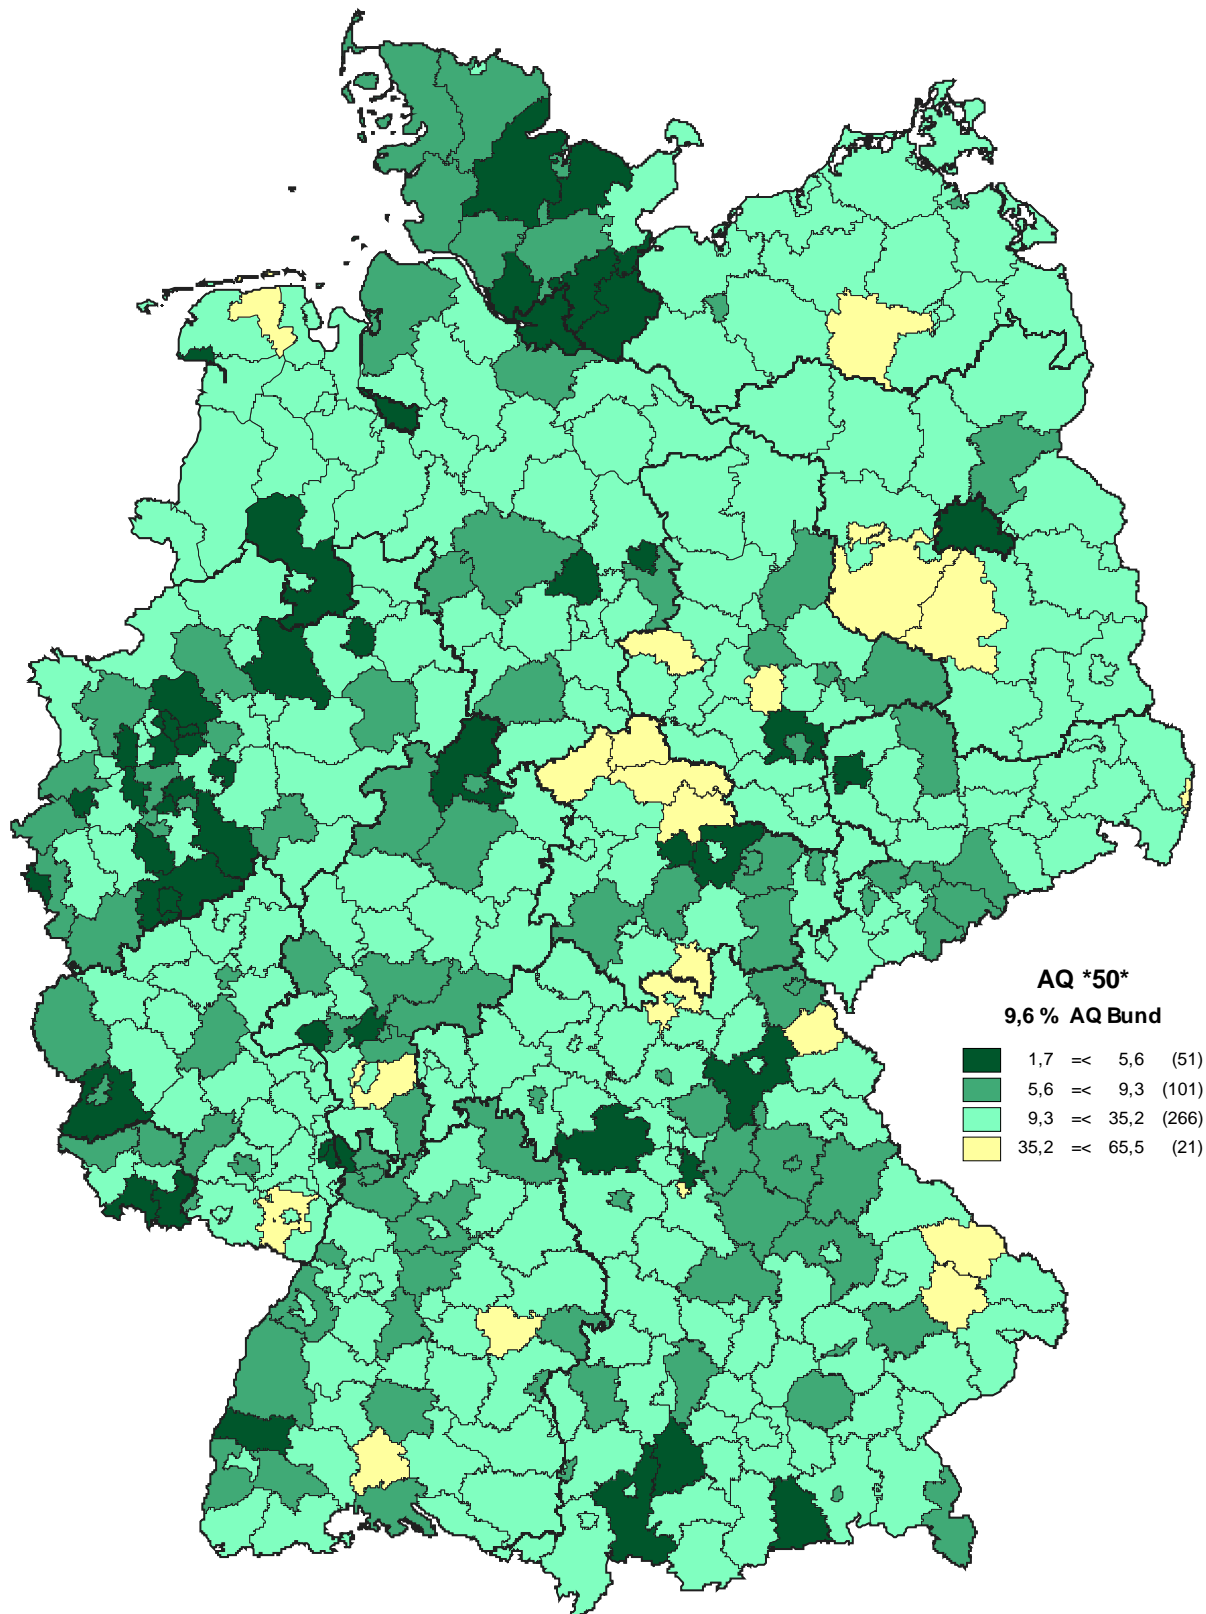 AQ *50*
9,6 % AQ Bund
1,7 =< 5,6 (51)
5,6 =< 9,3 (101)
9,3 =< 35,2 (266)
35,2 =< 65,5 (21)